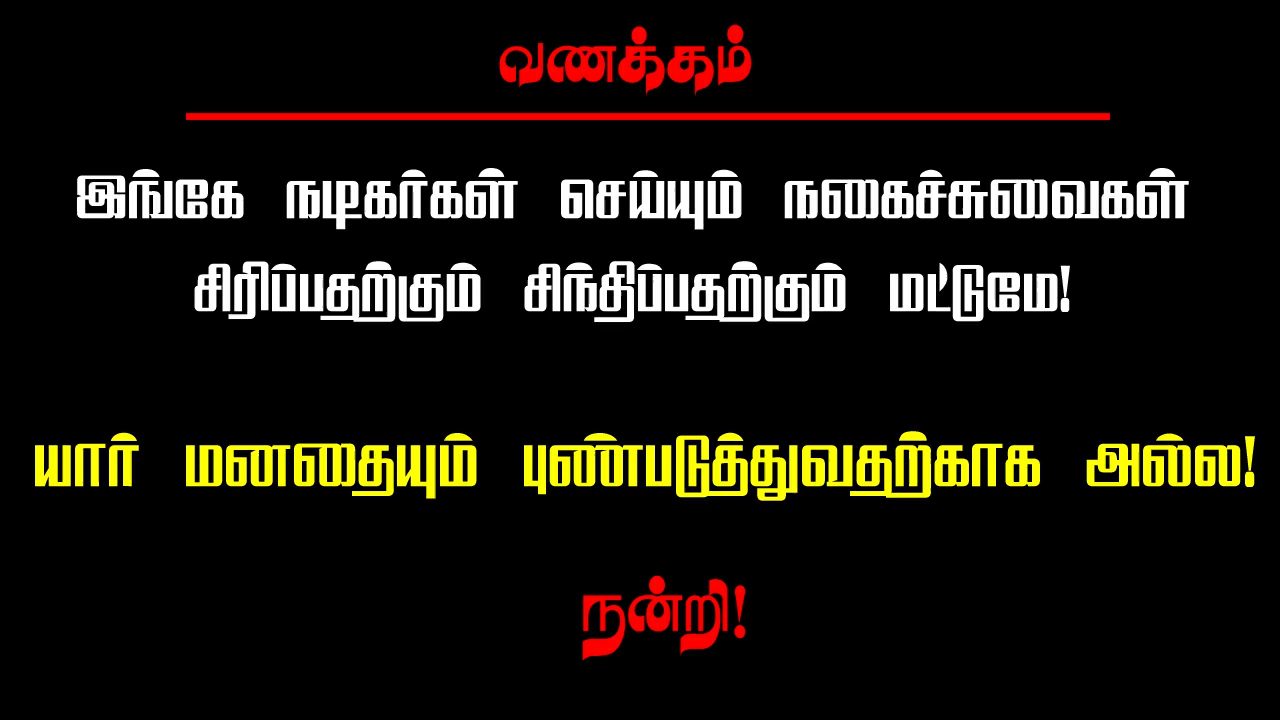 வணக்கம்
இங்கே நடிகர்கள் செய்யும் நகைச்சுவைகள்
சிரிப்பதற்கும் சிந்திப்பதற்கும் மட்டுமே!
யார் மனதையும் புண்படுத்துவதற்காக அல்ல!
நன்றி!